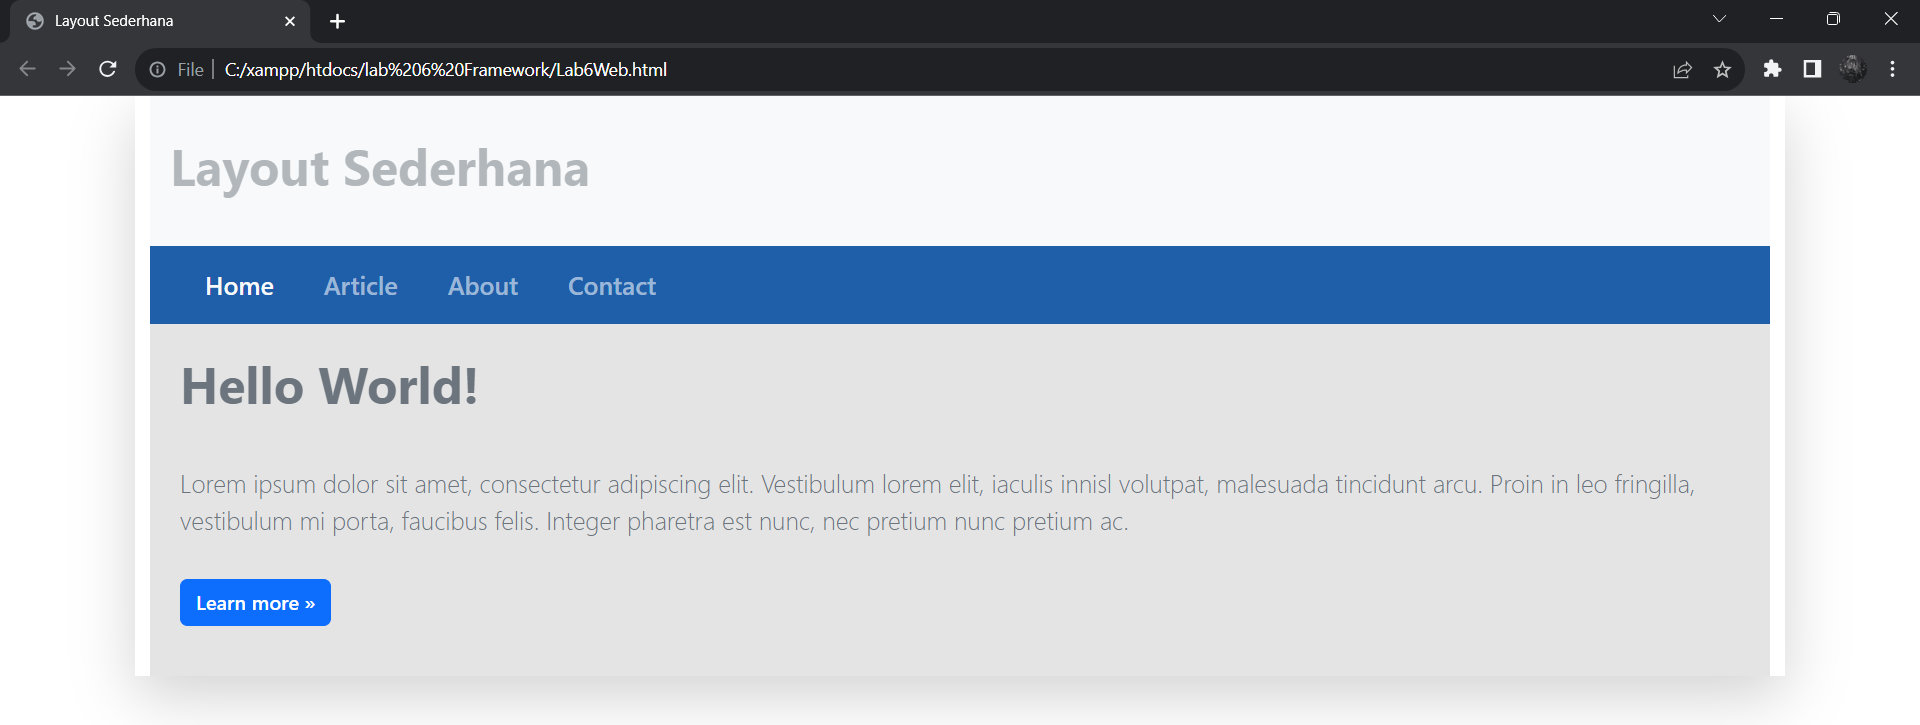 Layout Sederhana
File | C:/xampp/htdocs/lab%206%20Framework/Lab6Web.html
Layout Sederhana
Home Article About Contact
Hello World!
Lorem ipsum dolor sit amet, consectetur adipiscing elit. Vestibulum lorem elit, iaculis innisl volutpat, malesuada tincidunt arcu. Proin in leo fringilla,
vestibulum mi porta, faucibus felis. Integer pharetra est nunc, nec pretium nunc pretium ac.
Learn more »